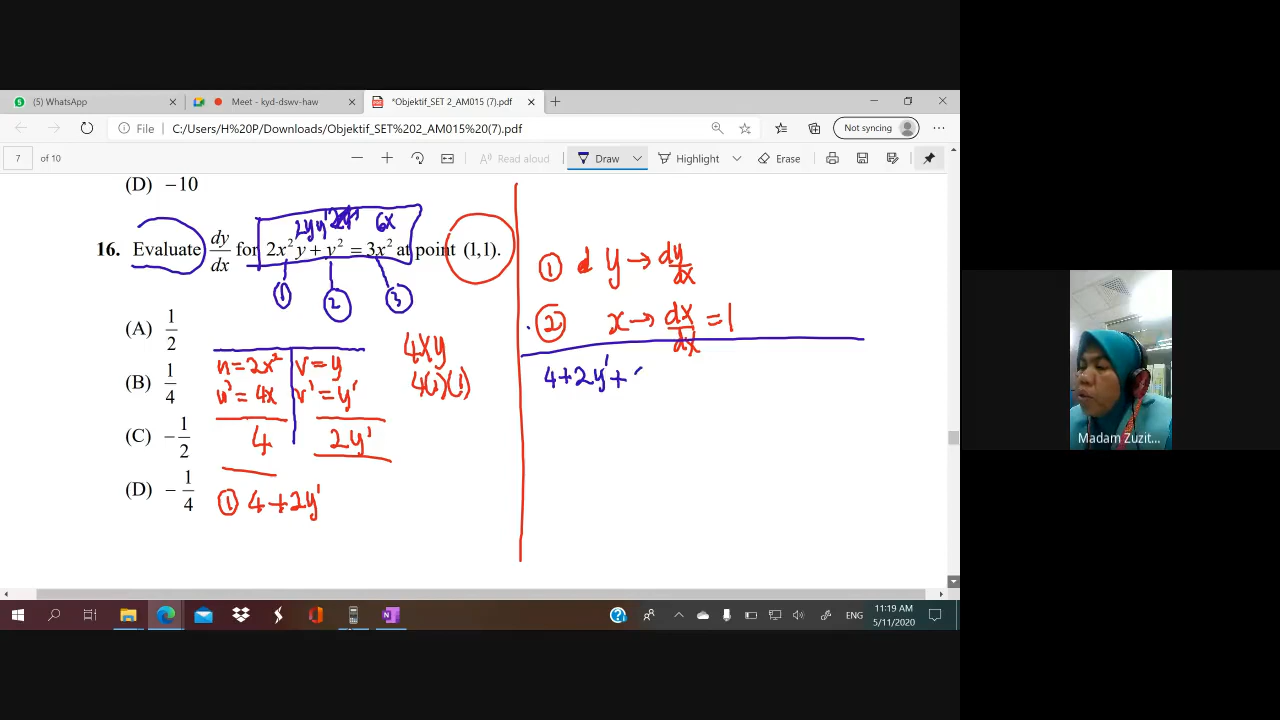 (5) WhatsApp
Meet - kyd-dswv-haw
*Objektif_SET 2_AM015 (7).pdf
File C:/Users/H%20P/Downloads/Objektif_SET%202_AM015%20(7).pdf
Not syncing
7 of 10
Read aloud
Draw
Highlight
Erase
(D) −10
2yy' 6x
16. Evaluate dy/dx for 2x²y + y² = 3x² at point (1,1).
① ② ③
(A) 1/2
(B) 1/4
(C) −1/2
(D) −1/4
u = 2x² v = y
u' = 4x v' = y'
4 2y'
① 4 + 2y'
4xy
4(1)(1)
① y → dy/dx
② x → dx/dx = 1
4 + 2y' +
Madam Zuzit...
ENG
11:19 AM
5/11/2020